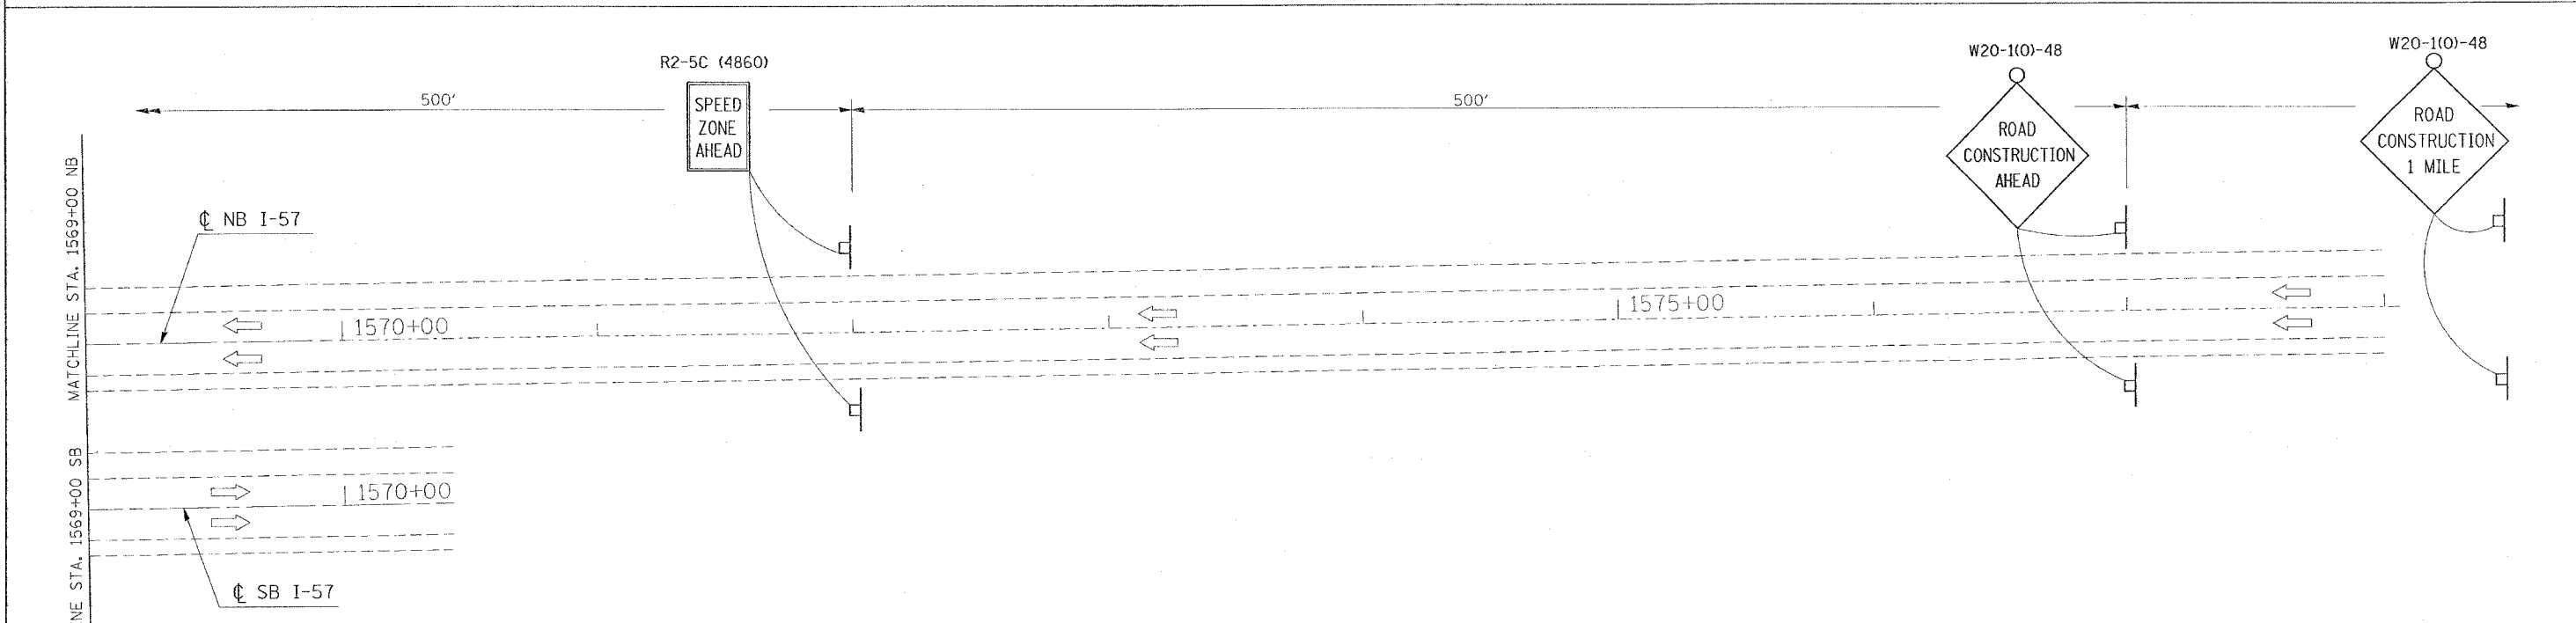 R2-5C (4860)
W20-1(O)-48
W20-1(O)-48
500'
SPEED
ZONE
AHEAD
500'
ROAD
CONSTRUCTION
AHEAD
ROAD
CONSTRUCTION
1 MILE
MATCHLINE STA. 1569+00 NB
℄ NB I-57
1570+00
1575+00
NE STA. 1569+00 SB
1570+00
℄ SB I-57